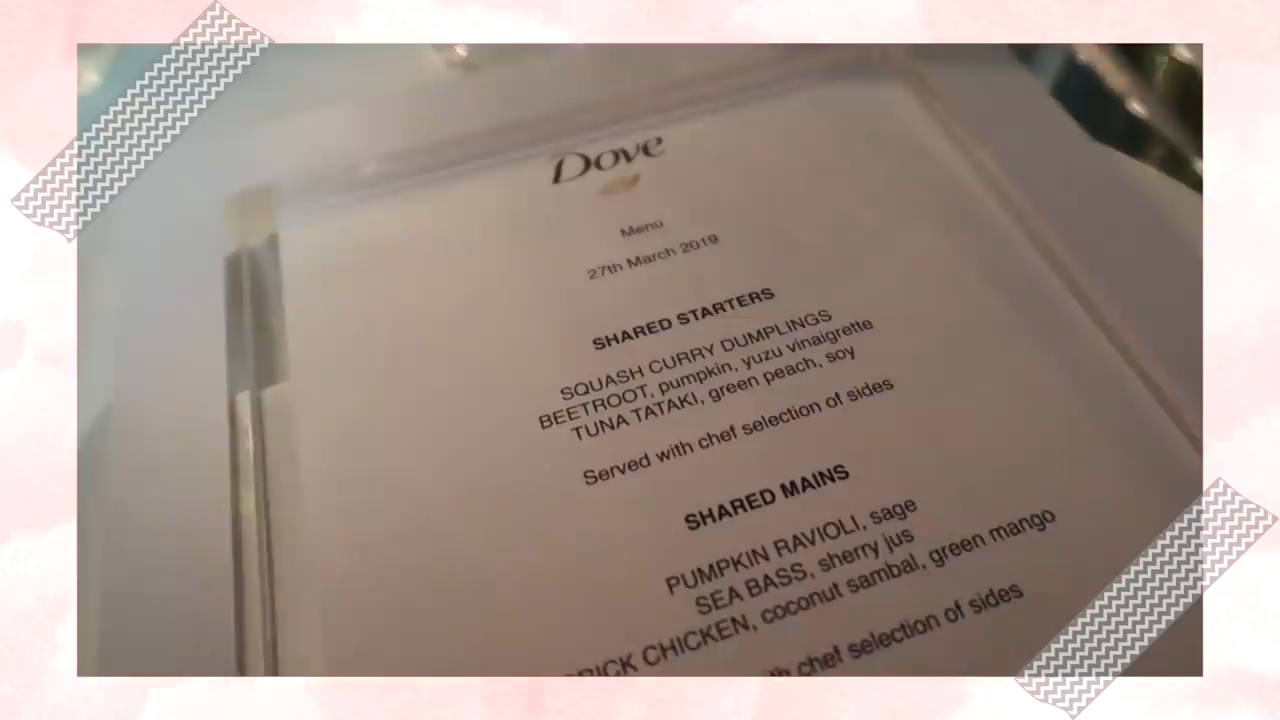 Dove
Menu
27th March 2019
SHARED STARTERS
SQUASH CURRY DUMPLINGS
BEETROOT, pumpkin, yuzu vinaigrette
TUNA TATAKI, green peach, soy
Served with chef selection of sides
SHARED MAINS
PUMPKIN RAVIOLI, sage
SEA BASS, sherry jus
CHICKEN, coconut sambal, green mango
chef selection of sides